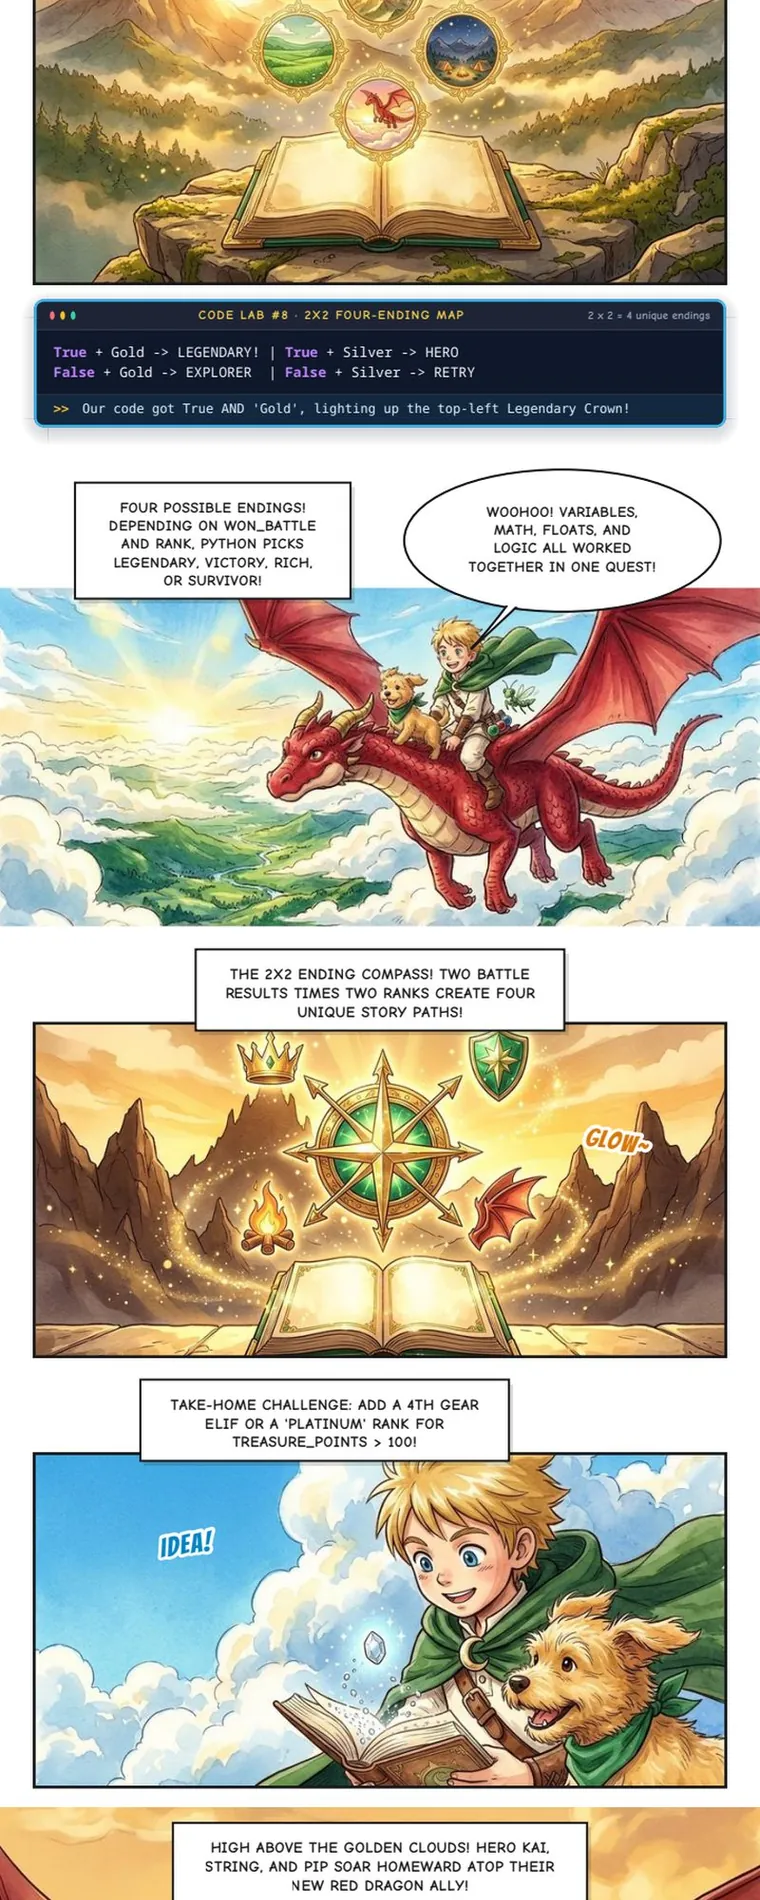 CODE LAB #8 · 2X2 FOUR-ENDING MAP
2 x 2 = 4 unique endings
True + Gold -> LEGENDARY! | True + Silver -> HERO
False + Gold -> EXPLORER | False + Silver -> RETRY
>> Our code got True AND 'Gold', lighting up the top-left Legendary Crown!
FOUR POSSIBLE ENDINGS!
DEPENDING ON WON_BATTLE
AND RANK, PYTHON PICKS
LEGENDARY, VICTORY, RICH,
OR SURVIVOR!
WOOHOO! VARIABLES,
MATH, FLOATS, AND
LOGIC ALL WORKED
TOGETHER IN ONE QUEST!
THE 2X2 ENDING COMPASS! TWO BATTLE
RESULTS TIMES TWO RANKS CREATE FOUR
UNIQUE STORY PATHS!
GLOW~
TAKE-HOME CHALLENGE: ADD A 4TH GEAR
ELIF OR A 'PLATINUM' RANK FOR
TREASURE_POINTS > 100!
IDEA!
HIGH ABOVE THE GOLDEN CLOUDS! HERO KAI,
STRING, AND PIP SOAR HOMEWARD ATOP THEIR
NEW RED DRAGON ALLY!